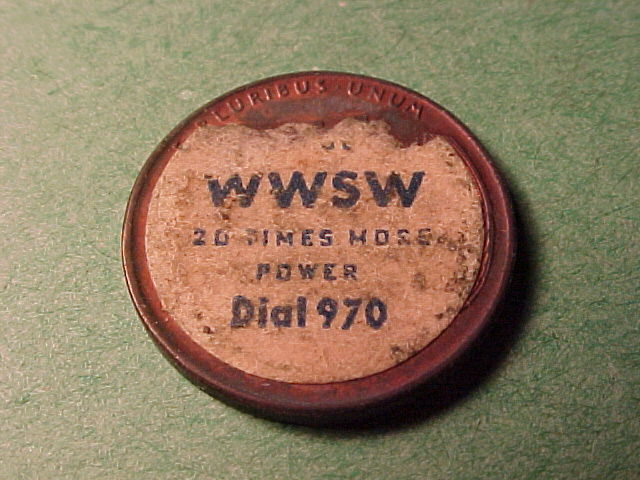 PLURIBUS UNUM
WWSW
20 TIMES MORE
POWER
Dial 970